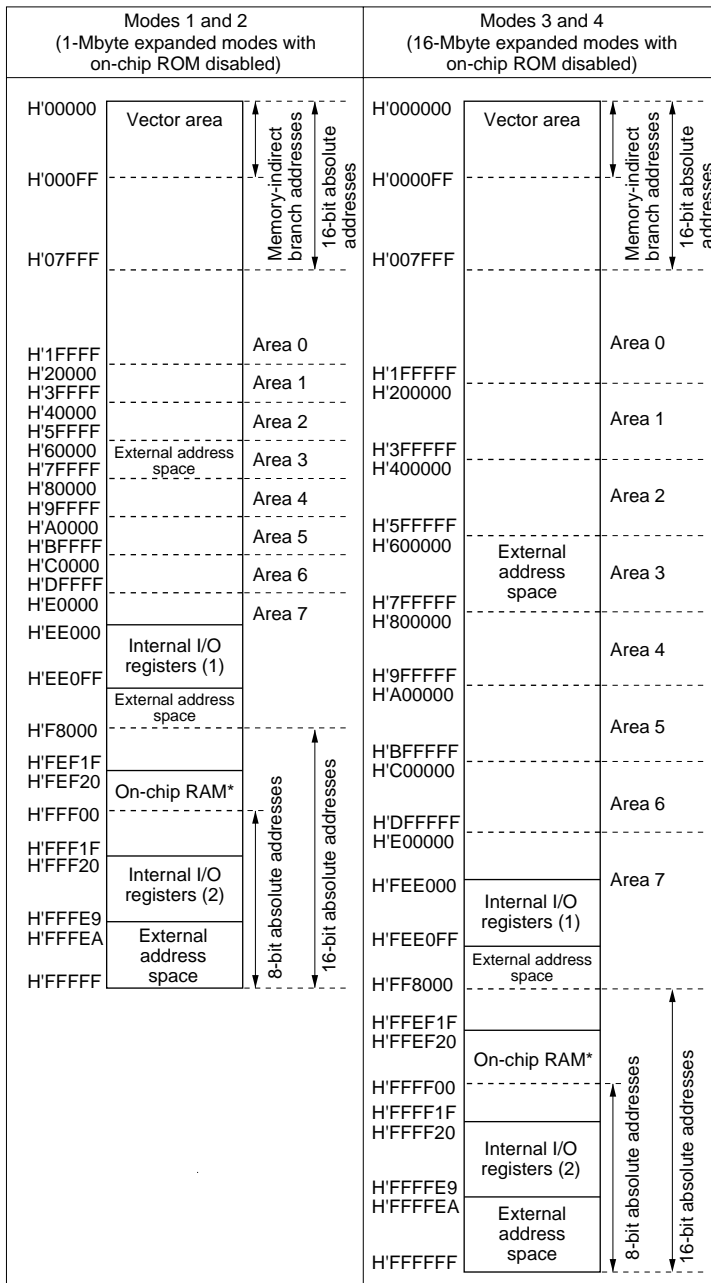 Modes 1 and 2
(1-Mbyte expanded modes with
on-chip ROM disabled)
H'00000
Vector area
H'000FF
H'07FFF
Memory-indirect
branch addresses
16-bit absolute
addresses
H'1FFFF
Area 0
H'20000
H'3FFFF
Area 1
H'40000
H'5FFFF
Area 2
H'60000
H'7FFFF
External address
space
Area 3
H'80000
H'9FFFF
Area 4
H'A0000
H'BFFFF
Area 5
H'C0000
H'DFFFF
Area 6
H'E0000
Area 7
H'EE000
Internal I/O
registers (1)
H'EE0FF
External address
space
H'F8000
H'FEF1F
H'FEF20
On-chip RAM*
H'FFF00
H'FFF1F
H'FFF20
Internal I/O
registers (2)
H'FFFE9
H'FFFEA
External
address
space
H'FFFFF
8-bit absolute addresses
16-bit absolute addresses
Modes 3 and 4
(16-Mbyte expanded modes with
on-chip ROM disabled)
H'000000
Vector area
H'0000FF
H'007FFF
Memory-indirect
branch addresses
16-bit absolute
addresses
Area 0
H'1FFFFF
H'200000
Area 1
H'3FFFFF
H'400000
Area 2
H'5FFFFF
H'600000
External
address
space
Area 3
H'7FFFFF
H'800000
Area 4
H'9FFFFF
H'A00000
Area 5
H'BFFFFF
H'C00000
Area 6
H'DFFFFF
H'E00000
Area 7
H'FEE000
Internal I/O
registers (1)
H'FEE0FF
External address
space
H'FF8000
H'FFEF1F
H'FFEF20
On-chip RAM*
H'FFFF00
H'FFFF1F
H'FFFF20
Internal I/O
registers (2)
H'FFFFE9
H'FFFFEA
External
address
space
H'FFFFFF
8-bit absolute addresses
16-bit absolute addresses